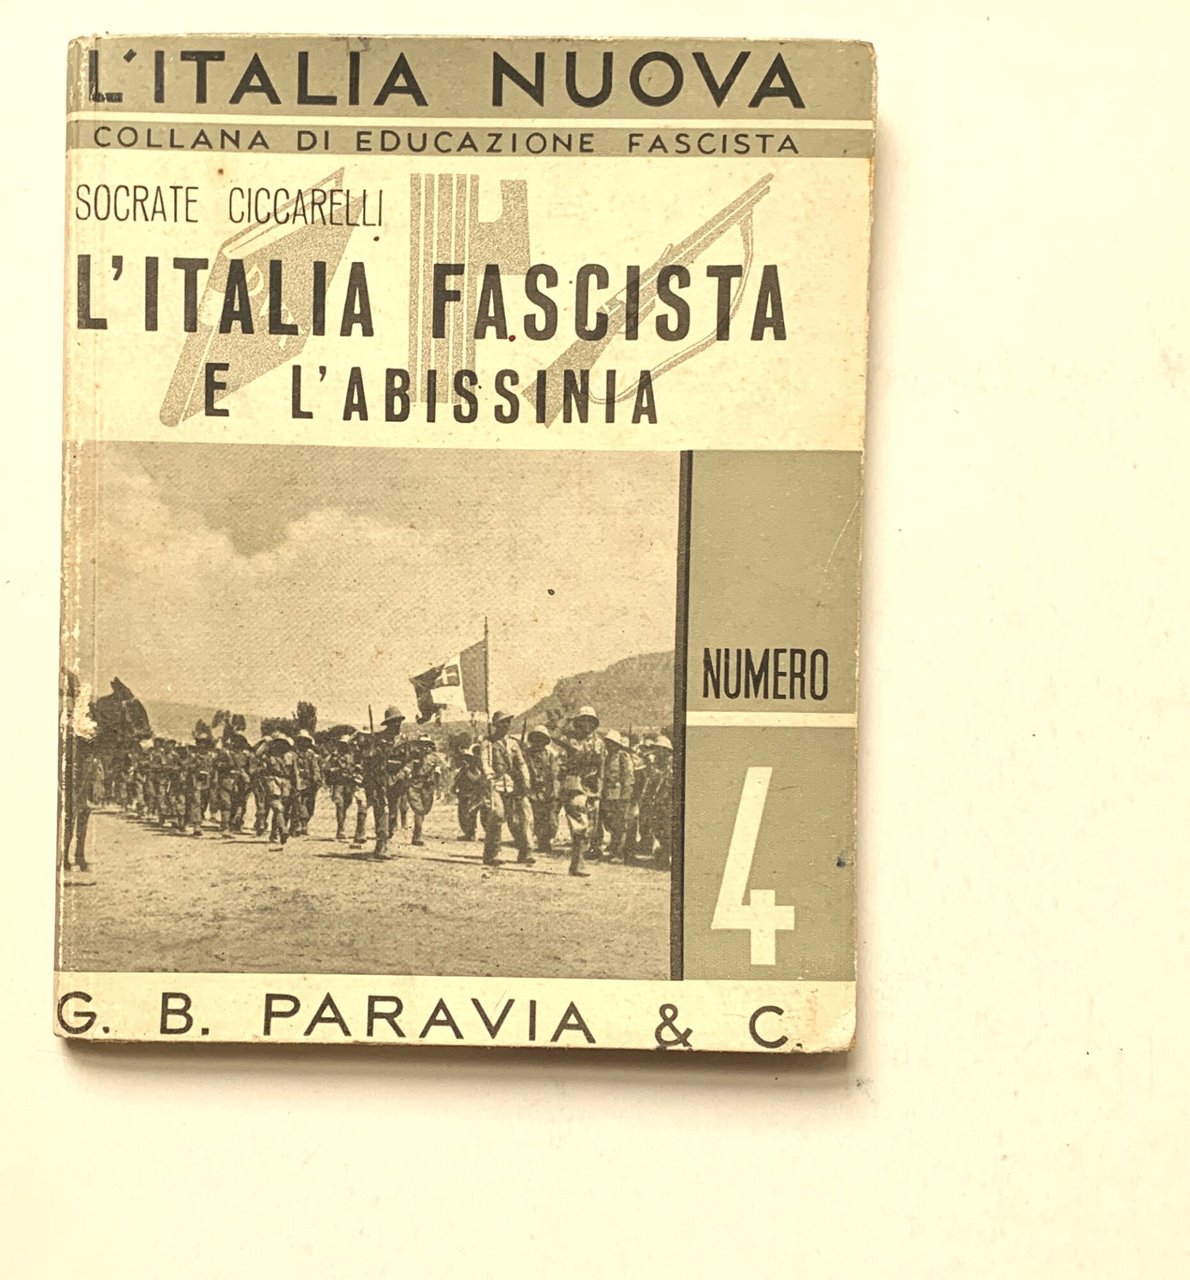 L'ITALIA NUOVA
COLLANA DI EDUCAZIONE FASCISTA
SOCRATE CICCARELLI
L'ITALIA FASCISTA
E L'ABISSINIA
NUMERO
4
G. B. PARAVIA & C.